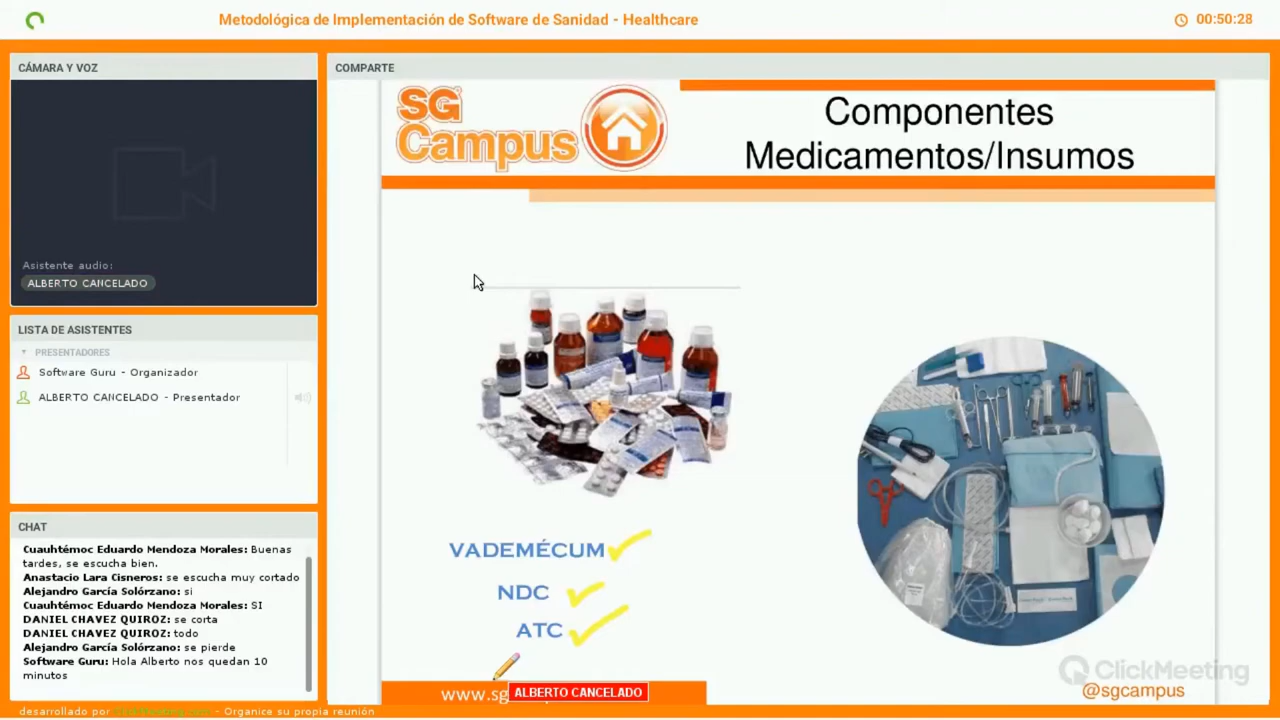 Metodológica de Implementación de Software de Sanidad - Healthcare
00:50:28
CÁMARA Y VOZ
Asistente audio:
ALBERTO CANCELADO
LISTA DE ASISTENTES
PRESENTADORES
Software Guru - Organizador
ALBERTO CANCELADO - Presentador
CHAT
Cuauhtémoc Eduardo Mendoza Morales: Buenas
tardes, se escucha bien.
Anastacio Lara Cisneros: se escucha muy cortado
Alejandro García Solórzano: si
Cuauhtémoc Eduardo Mendoza Morales: SI
DANIEL CHAVEZ QUIROZ: se corta
DANIEL CHAVEZ QUIROZ: todo
Alejandro García Solórzano: se pierde
Software Guru: Hola Alberto nos quedan 10
minutos
COMPARTE
SG
Campus
Componentes
Medicamentos/Insumos
VADEMÉCUM
NDC
ATC
www.sg
ALBERTO CANCELADO
ClickMeeting
@sgcampus
desarrollado por - Organice su propia reunión